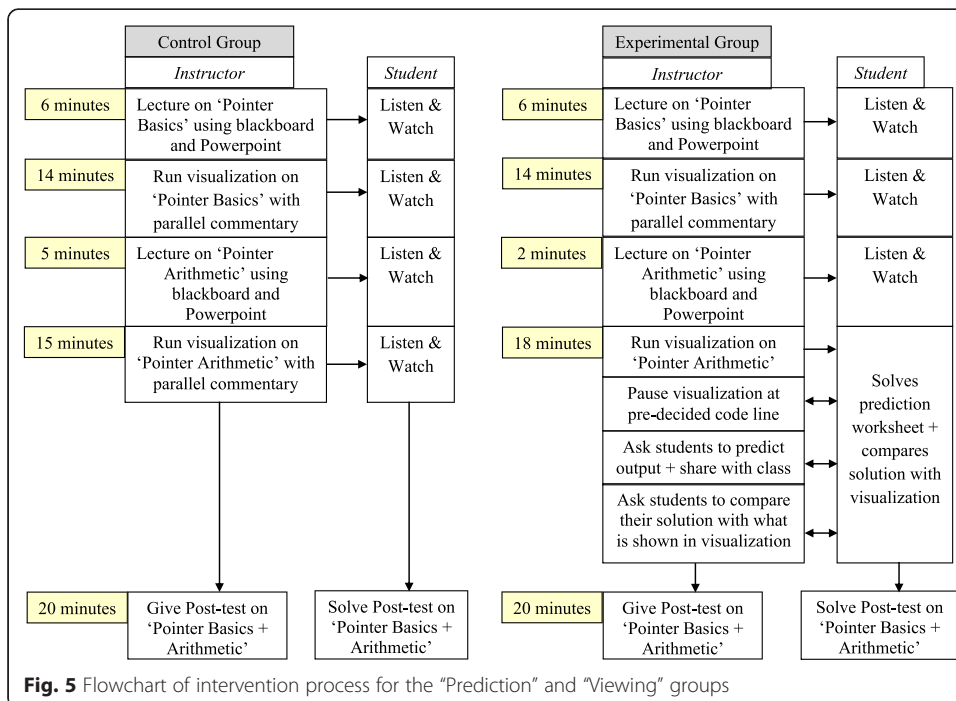 Control Group
Instructor
Student
6 minutes
Lecture on ‘Pointer
Basics’ using blackboard
and Powerpoint
Listen &
Watch
14 minutes
Run visualization on
‘Pointer Basics’ with
parallel commentary
Listen &
Watch
5 minutes
Lecture on ‘Pointer
Arithmetic’ using
blackboard and
Powerpoint
Listen &
Watch
15 minutes
Run visualization on
‘Pointer Arithmetic’ with
parallel commentary
Listen &
Watch
20 minutes
Give Post-test on
‘Pointer Basics +
Arithmetic’
Solve Post-test on
‘Pointer Basics +
Arithmetic’
Experimental Group
Instructor
Student
6 minutes
Lecture on ‘Pointer
Basics’ using blackboard
and Powerpoint
Listen &
Watch
14 minutes
Run visualization on
‘Pointer Basics’ with
parallel commentary
Listen &
Watch
2 minutes
Lecture on ‘Pointer
Arithmetic’ using
blackboard and
Powerpoint
Listen &
Watch
18 minutes
Run visualization on
‘Pointer Arithmetic’
Pause visualization at
pre-decided code line
Ask students to predict
output + share with class
Ask students to compare
their solution with what
is shown in visualization
Solves
prediction
worksheet +
compares
solution with
visualization
20 minutes
Give Post-test on
‘Pointer Basics +
Arithmetic’
Solve Post-test on
‘Pointer Basics +
Arithmetic’
Fig. 5 Flowchart of intervention process for the “Prediction” and “Viewing” groups